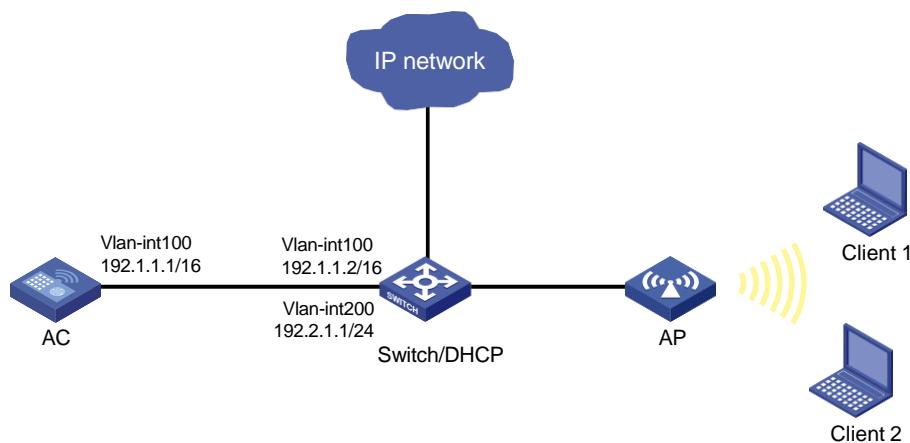 IP network
Vlan-int100
192.1.1.1/16
Vlan-int100
192.1.1.2/16
Vlan-int200
192.2.1.1/24
SWITCH
AC
Switch/DHCP
AP
Client 1
Client 2